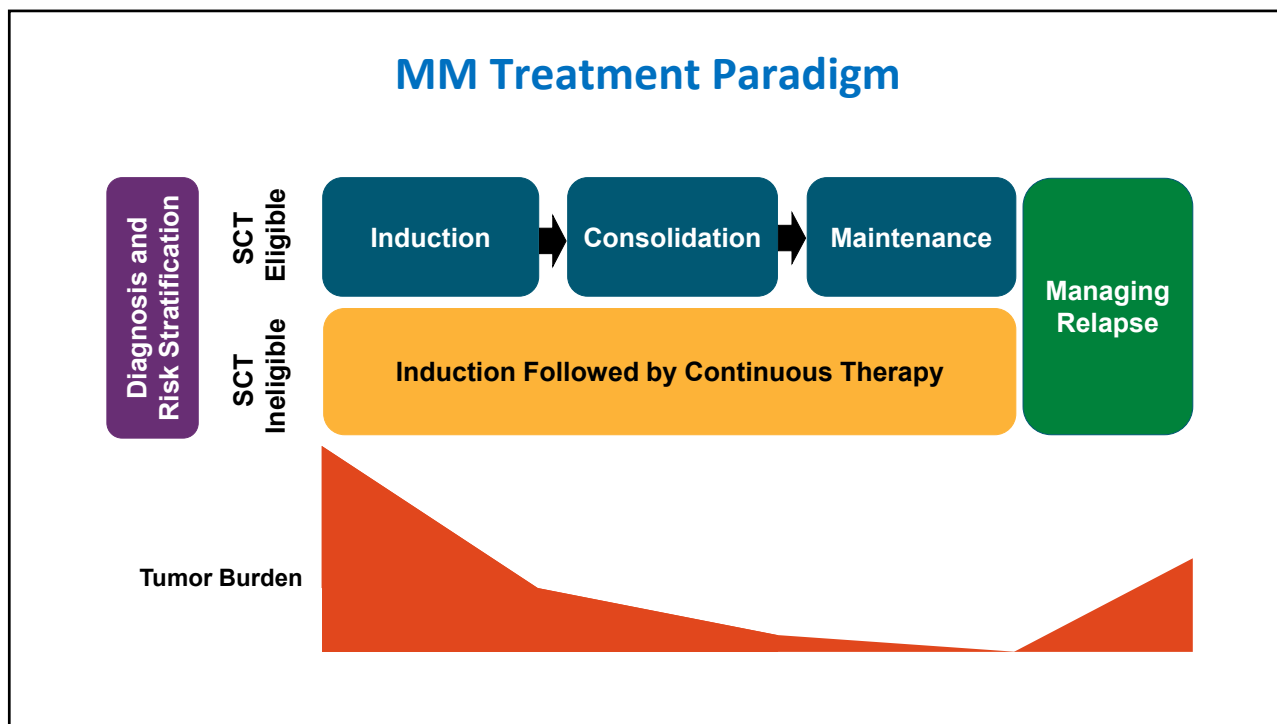 MM Treatment Paradigm
Diagnosis and
Risk Stratification
SCT
Eligible
Induction
Consolidation
Maintenance
Managing
Relapse
SCT
Ineligible
Induction Followed by Continuous Therapy
Tumor Burden